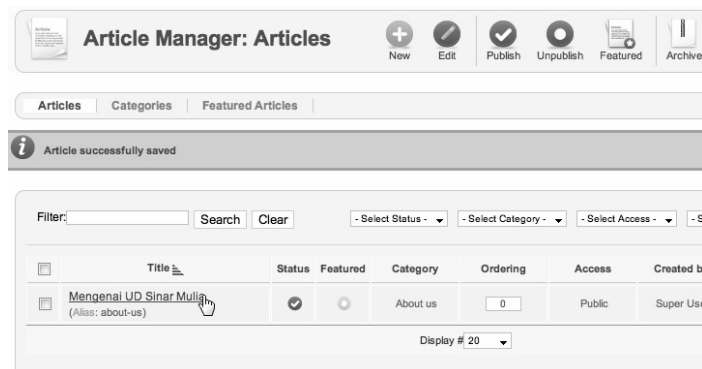 Article Manager: Articles
New Edit Publish Unpublish Featured Archive
Articles Categories Featured Articles
Article successfully saved
Filter: Search Clear - Select Status - - Select Category - - Select Access - - S
Title Status Featured Category Ordering Access Created b
Mengenai UD Sinar Mulia About us 0 Public Super Use
(Alias: about-us)
Display # 20